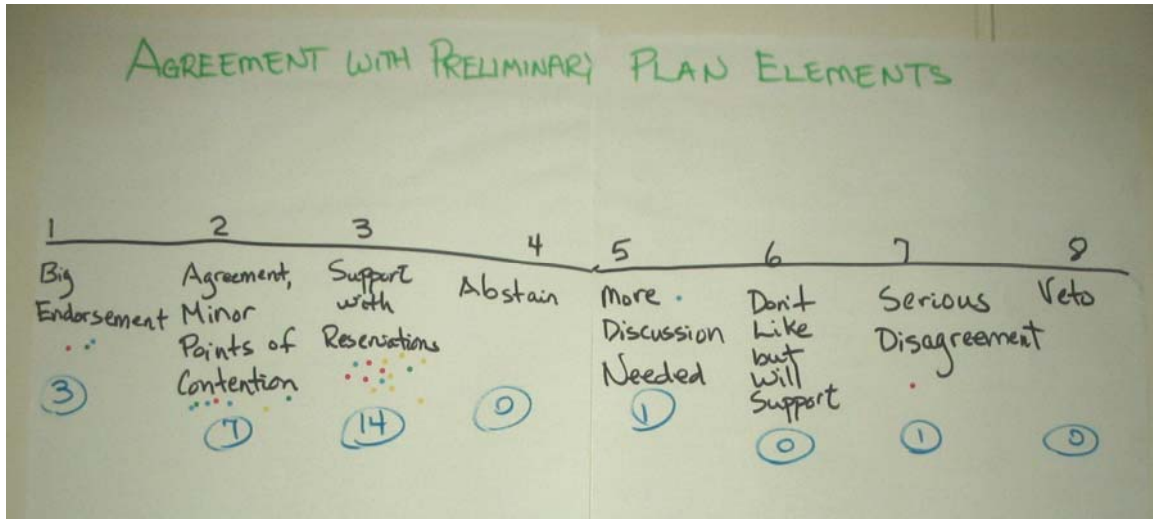 AGREEMENT WITH PRELIMINARY PLAN ELEMENTS
1
Big
Endorsement
3
2
Agreement,
Minor
Points of
Contention
7
3
Support
with
Reservations
14
4
Abstain
0
5
More
Discussion
Needed
1
6
Don't
Like
but
will
Support
0
7
Serious
Disagreement
1
8
Veto
0